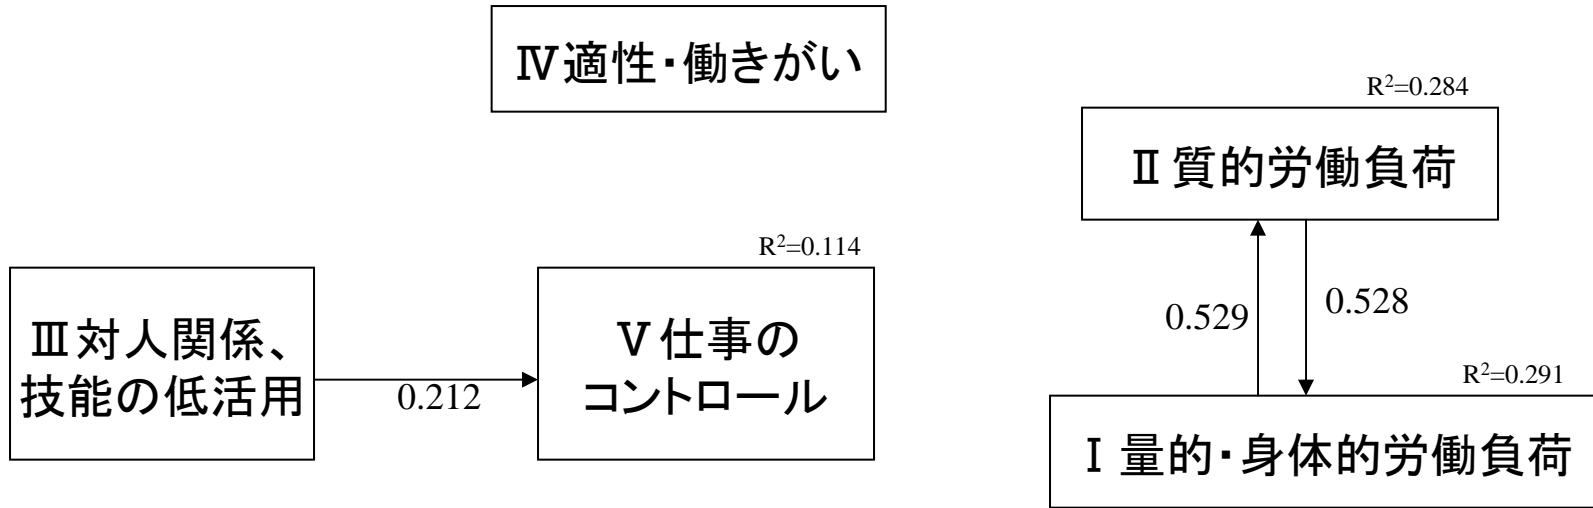 Ⅳ適性・働きがい
R²=0.284
Ⅱ質的労働負荷
R²=0.114
Ⅲ対人関係、
技能の低活用
0.212
Ⅴ仕事の
コントロール
0.529
0.528
R²=0.291
Ⅰ量的・身体的労働負荷